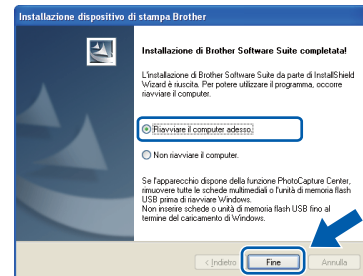 Installazione dispositivo di stampa Brother
Installazione di Brother Software Suite completata!
L'installazione di Brother Software Suite da parte di InstallShield
Wizard è riuscita. Per potere utilizzare il programma, occorre
riavviare il computer.
Riavviare il computer adesso.
Non riavviare il computer.
Se l'apparecchio dispone della funzione PhotoCapture Center,
rimuovere tutte le schede multimediali o l'unità di memoria flash
USB prima di riavviare Windows.
Non inserire schede o unità di memoria flash USB fino al
termine del caricamento di Windows.
< Indietro
Fine
Annulla